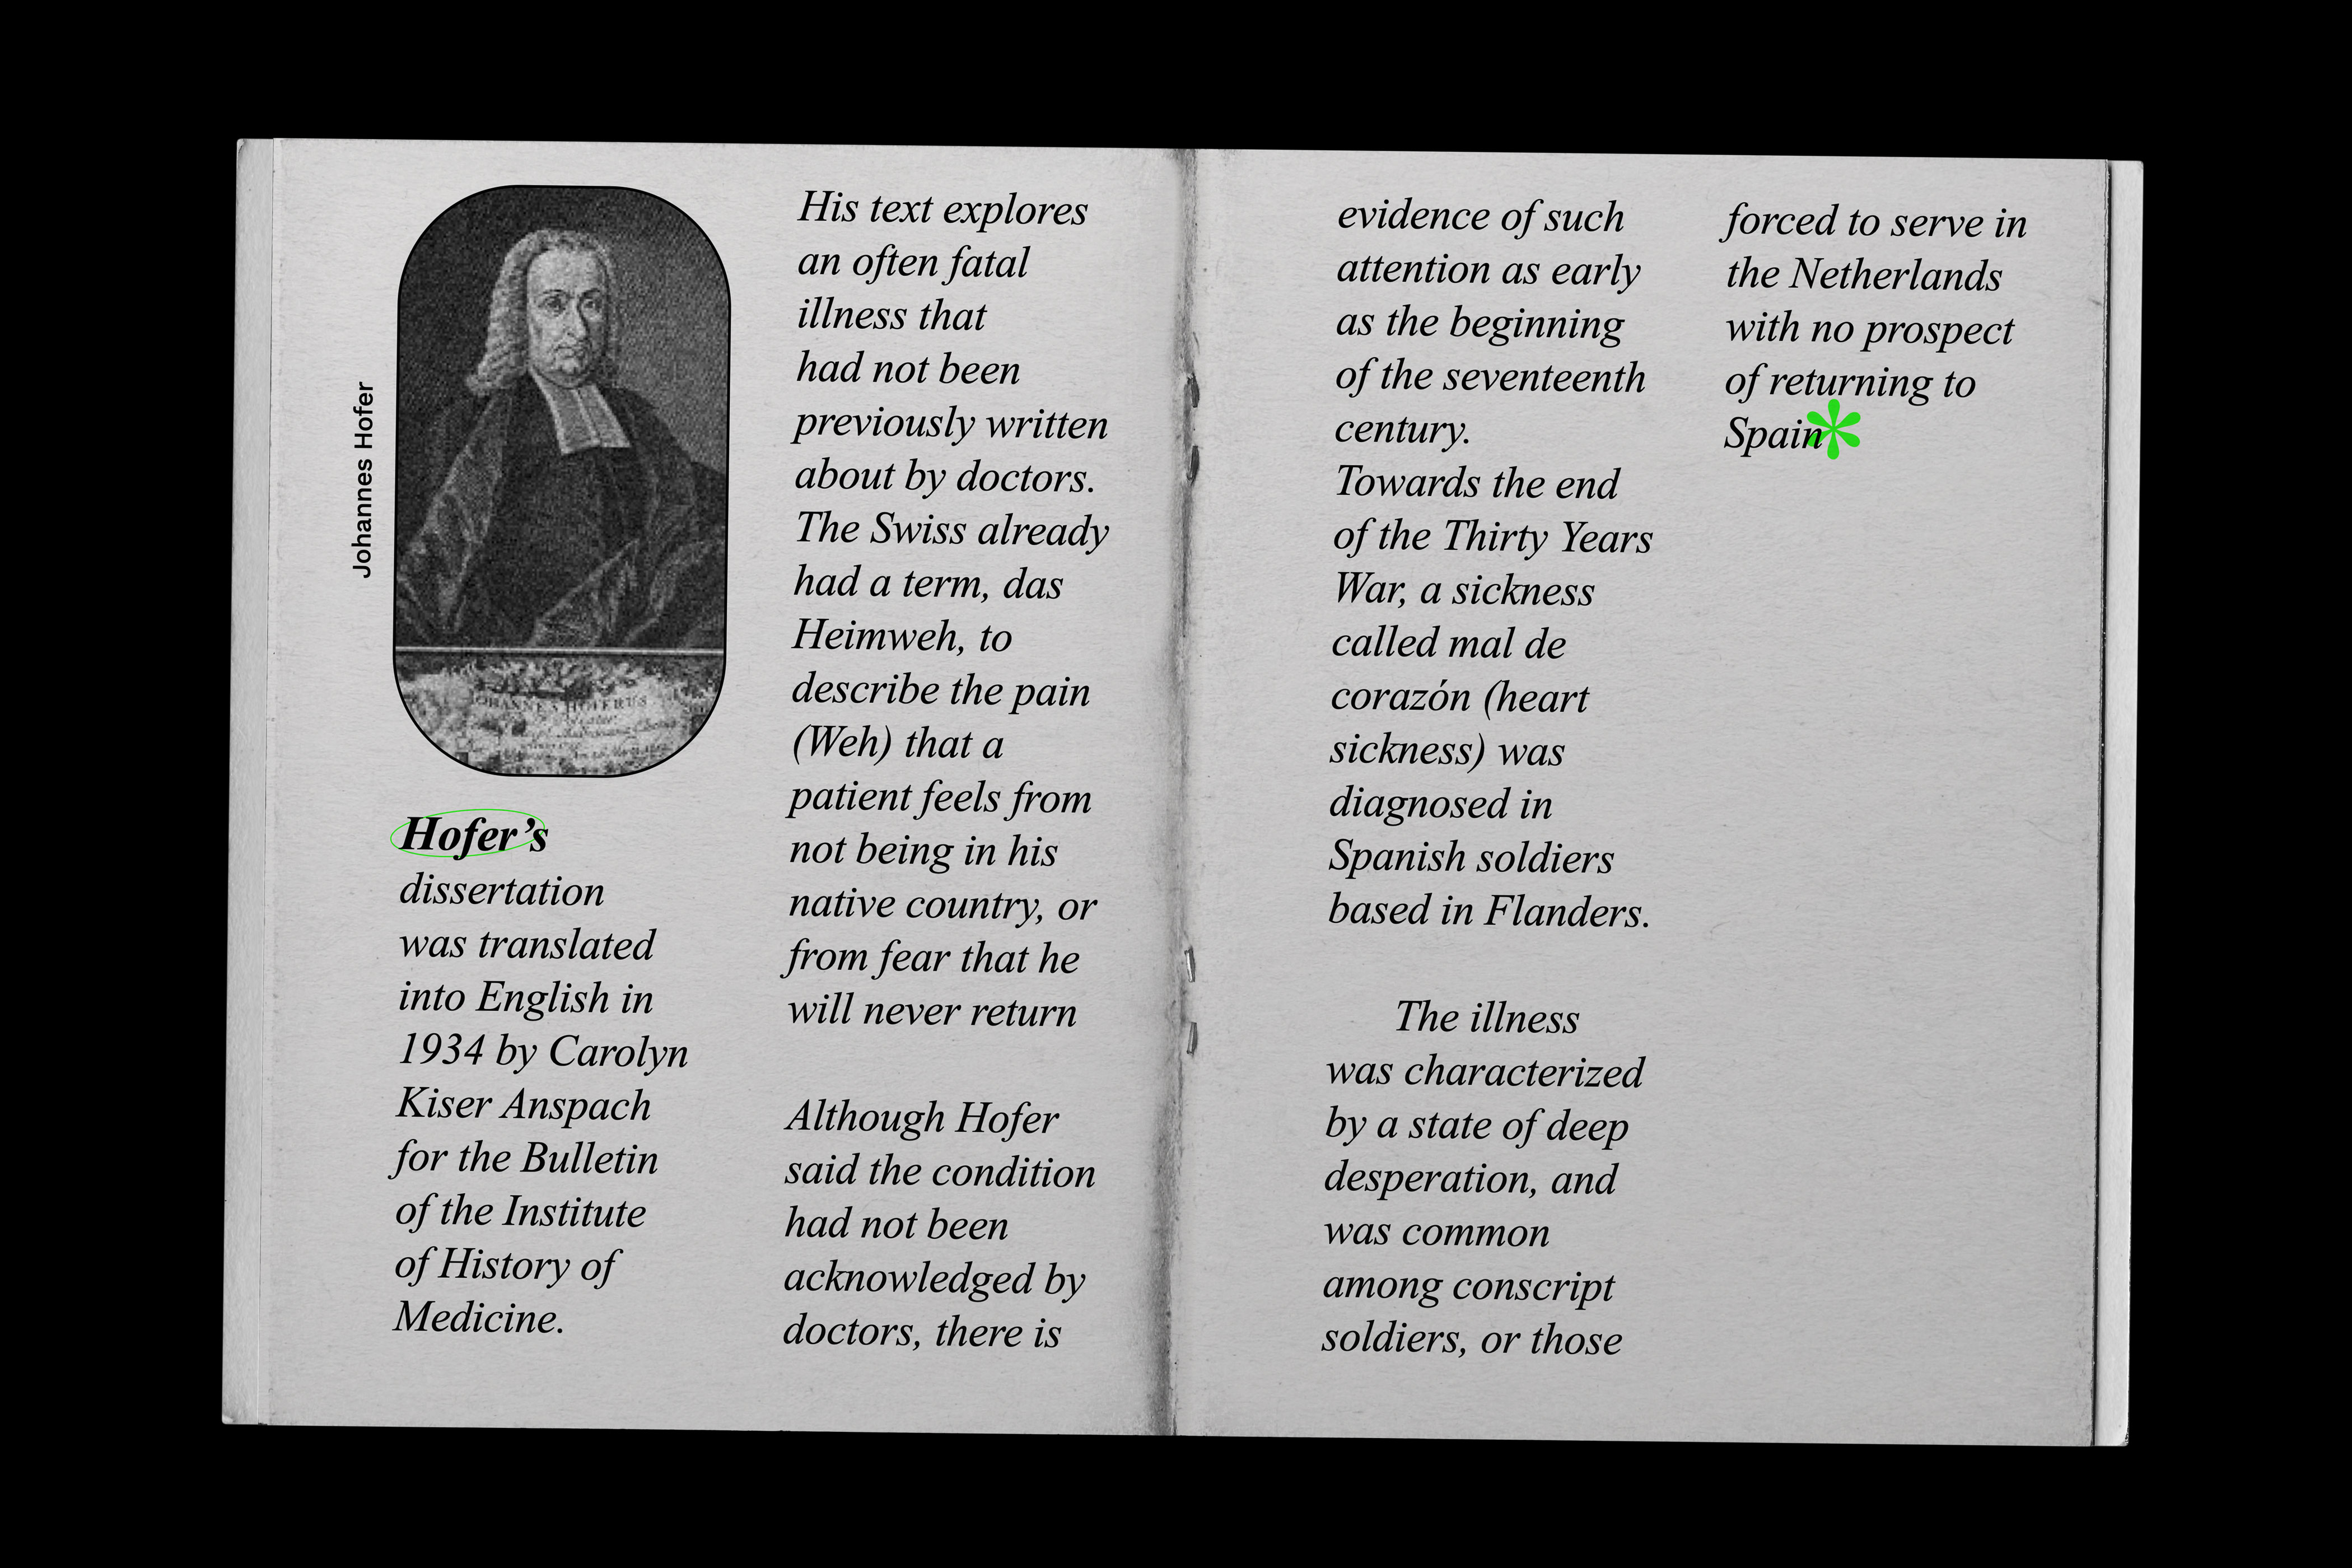 Johannes Hofer
JOHANNES HOFERUS
Hofer’s
dissertation
was translated
into English in
1934 by Carolyn
Kiser Anspach
for the Bulletin
of the Institute
of History of
Medicine.
His text explores
an often fatal
illness that
had not been
previously written
about by doctors.
The Swiss already
had a term, das
Heimweh, to
describe the pain
(Weh) that a
patient feels from
not being in his
native country, or
from fear that he
will never return
Although Hofer
said the condition
had not been
acknowledged by
doctors, there is
evidence of such
attention as early
as the beginning
of the seventeenth
century.
Towards the end
of the Thirty Years
War, a sickness
called mal de
corazón (heart
sickness) was
diagnosed in
Spanish soldiers
based in Flanders.
The illness
was characterized
by a state of deep
desperation, and
was common
among conscript
soldiers, or those
forced to serve in
the Netherlands
with no prospect
of returning to
Spain*